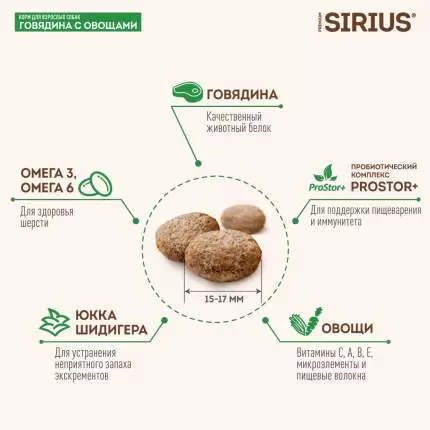 КОРМ ДЛЯ ВЗРОСЛЫХ СОБАК
ГОВЯДИНА С ОВОЩАМИ
PREMIUM
SIRIUS®
ГОВЯДИНА
Качественный
животный белок
ОМЕГА 3,
ОМЕГА 6
Для здоровья
шерсти
ProStor+
ПРОБИОТИЧЕСКИЙ
КОМПЛЕКС
PROSTOR+
Для поддержки пищеварения
и иммунитета
15-17 ММ
ЮККА
ШИДИГЕРА
Для устранения
неприятного запаха
экскрементов
ОВОЩИ
Витамины С, А, В, Е,
микроэлементы и
пищевые волокна